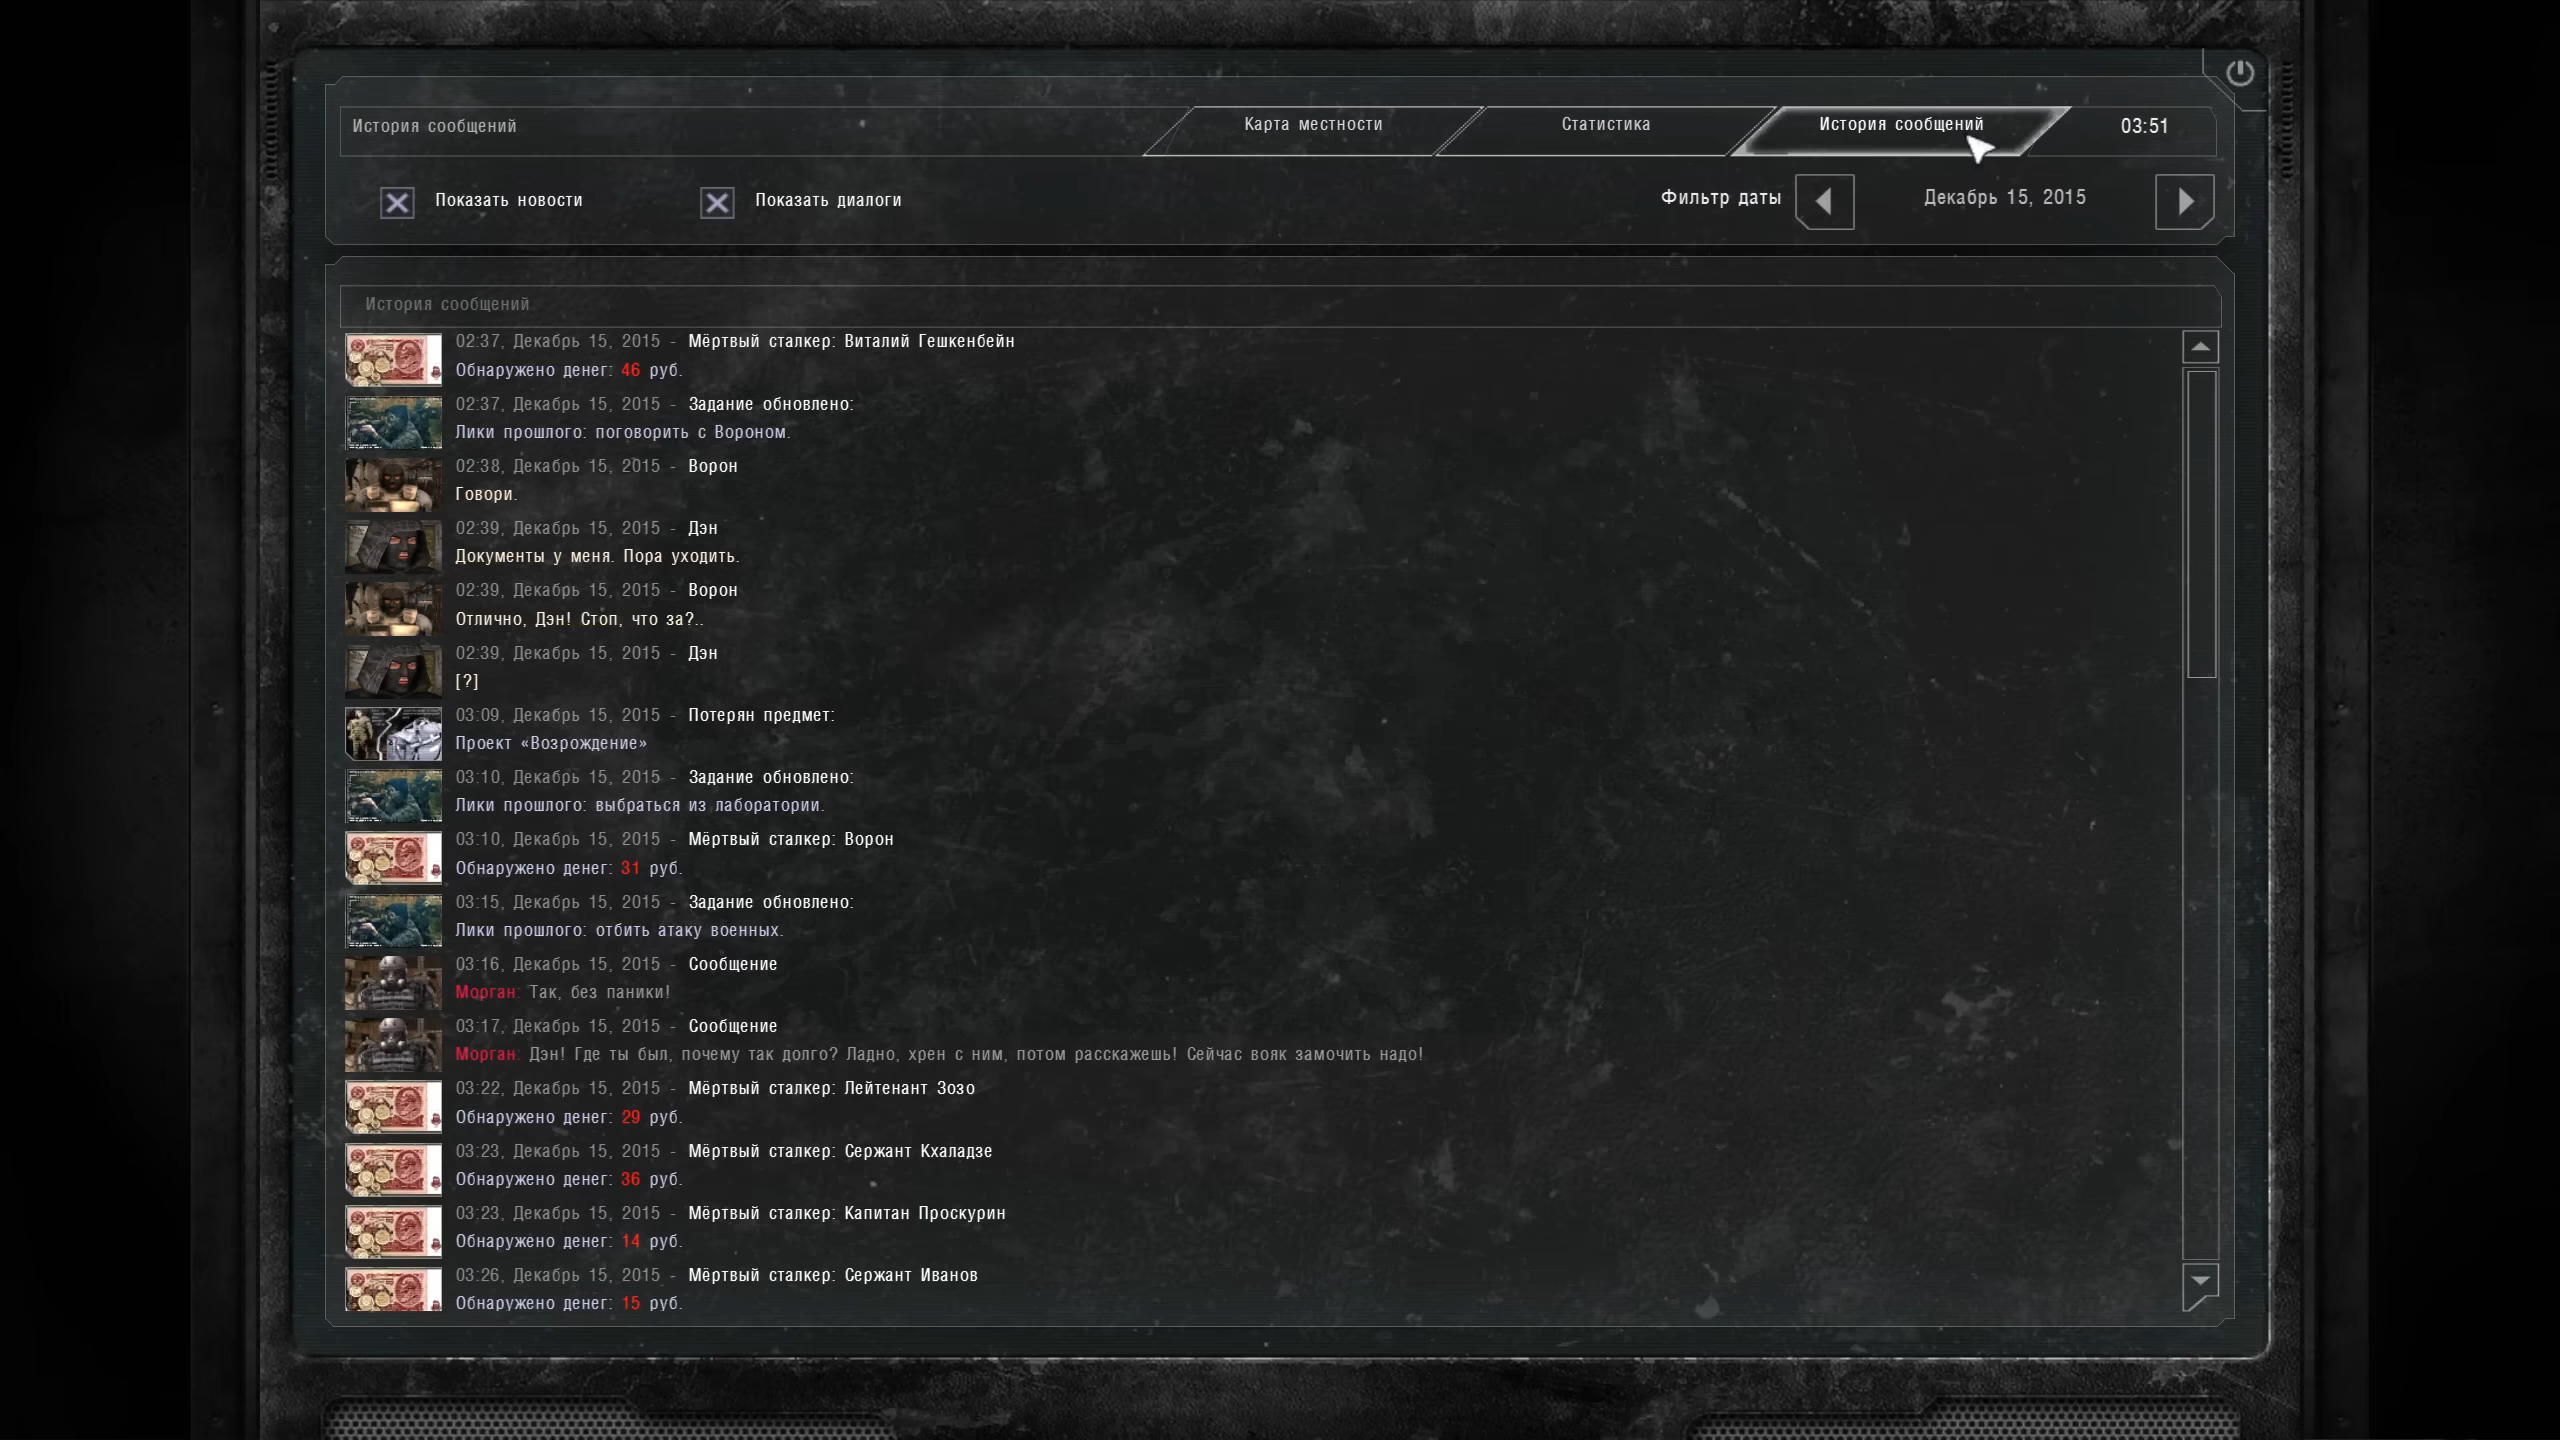 История сообщений
Карта местности
Статистика
История сообщений
03:51
Показать новости
Показать диалоги
Фильтр даты
Декабрь 15, 2015
История сообщений
02:37, Декабрь 15, 2015 - Мёртвый сталкер: Виталий Гешкенбейн
Обнаружено денег: 46 руб.
02:37, Декабрь 15, 2015 - Задание обновлено:
Лики прошлого: поговорить с Вороном.
02:38, Декабрь 15, 2015 - Ворон
Говори.
02:39, Декабрь 15, 2015 - Дэн
Документы у меня. Пора уходить.
02:39, Декабрь 15, 2015 - Ворон
Отлично, Дэн! Стоп, что за?..
02:39, Декабрь 15, 2015 - Дэн
[?]
03:09, Декабрь 15, 2015 - Потерян предмет:
Проект «Возрождение»
03:10, Декабрь 15, 2015 - Задание обновлено:
Лики прошлого: выбраться из лаборатории.
03:10, Декабрь 15, 2015 - Мёртвый сталкер: Ворон
Обнаружено денег: 31 руб.
03:15, Декабрь 15, 2015 - Задание обновлено:
Лики прошлого: отбить атаку военных.
03:16, Декабрь 15, 2015 - Сообщение
Морган: Так, без паники!
03:17, Декабрь 15, 2015 - Сообщение
Морган: Дэн! Где ты был, почему так долго? Ладно, хрен с ним, потом расскажешь! Сейчас вояк замочить надо!
03:22, Декабрь 15, 2015 - Мёртвый сталкер: Лейтенант Зозо
Обнаружено денег: 29 руб.
03:23, Декабрь 15, 2015 - Мёртвый сталкер: Сержант Кхаладзе
Обнаружено денег: 36 руб.
03:23, Декабрь 15, 2015 - Мёртвый сталкер: Капитан Проскурин
Обнаружено денег: 14 руб.
03:26, Декабрь 15, 2015 - Мёртвый сталкер: Сержант Иванов
Обнаружено денег: 15 руб.